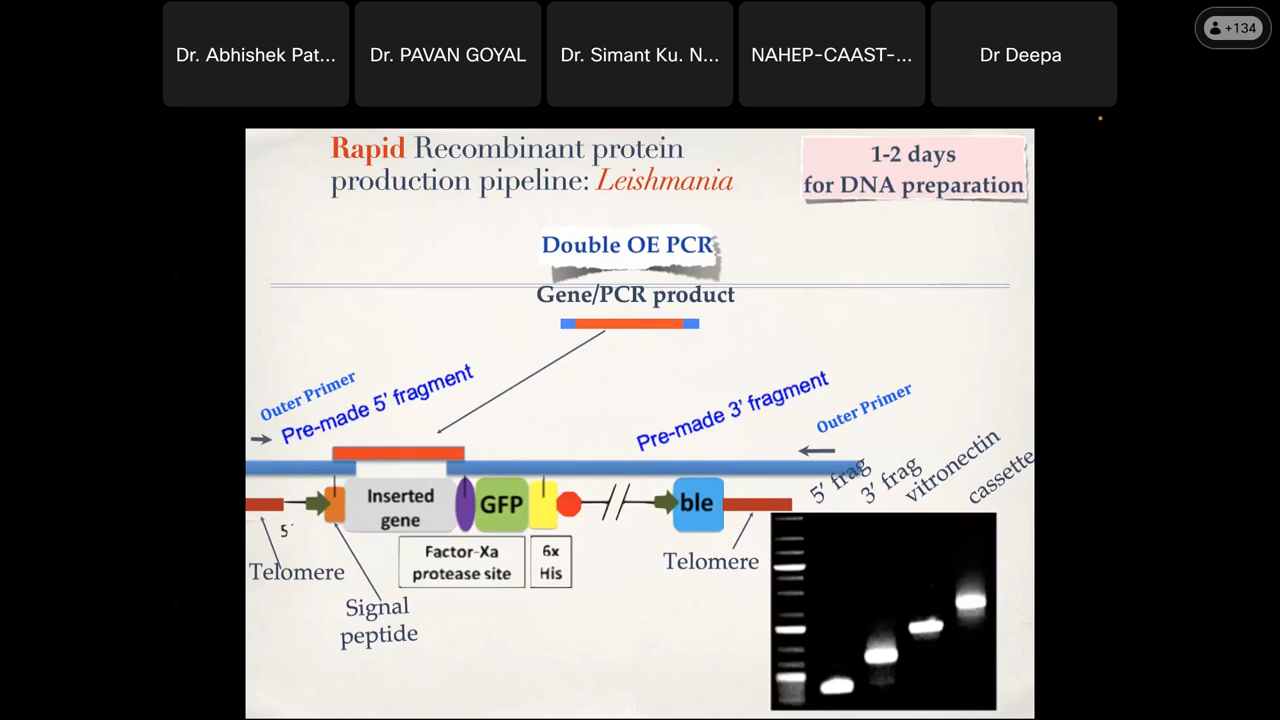 Dr. Abhishek Pat...
Dr. PAVAN GOYAL
Dr. Simant Ku. N...
NAHEP-CAAST-...
Dr Deepa
+134
Rapid Recombinant protein
production pipeline: Leishmania
1-2 days
for DNA preparation
Double OE PCR
Gene/PCR product
Outer Primer
Pre-made 5' fragment
Pre-made 3' fragment
Outer Primer
5' frag
3' frag
vitronectin
cassette
Inserted
gene
GFP
ble
5'
Factor-Xa
protease site
6x
His
Telomere
Telomere
Signal
peptide